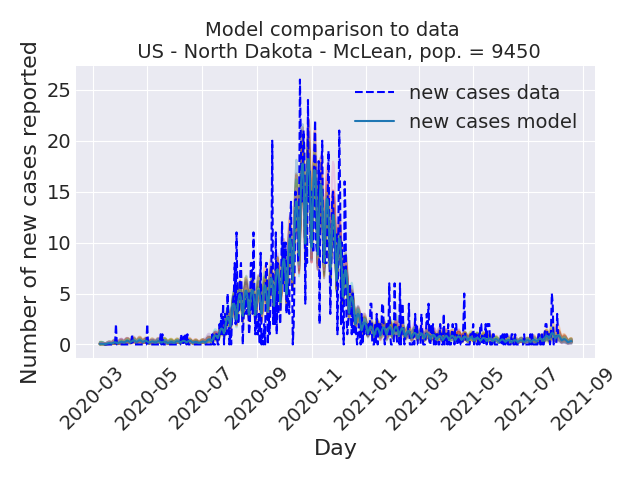 Model comparison to data
US - North Dakota - McLean, pop. = 9450
Number of new cases reported
25
20
15
10
5
0
new cases data
new cases model
2020-03
2020-05
2020-07
2020-09
2020-11
2021-01
2021-03
2021-05
2021-07
2021-09
Day